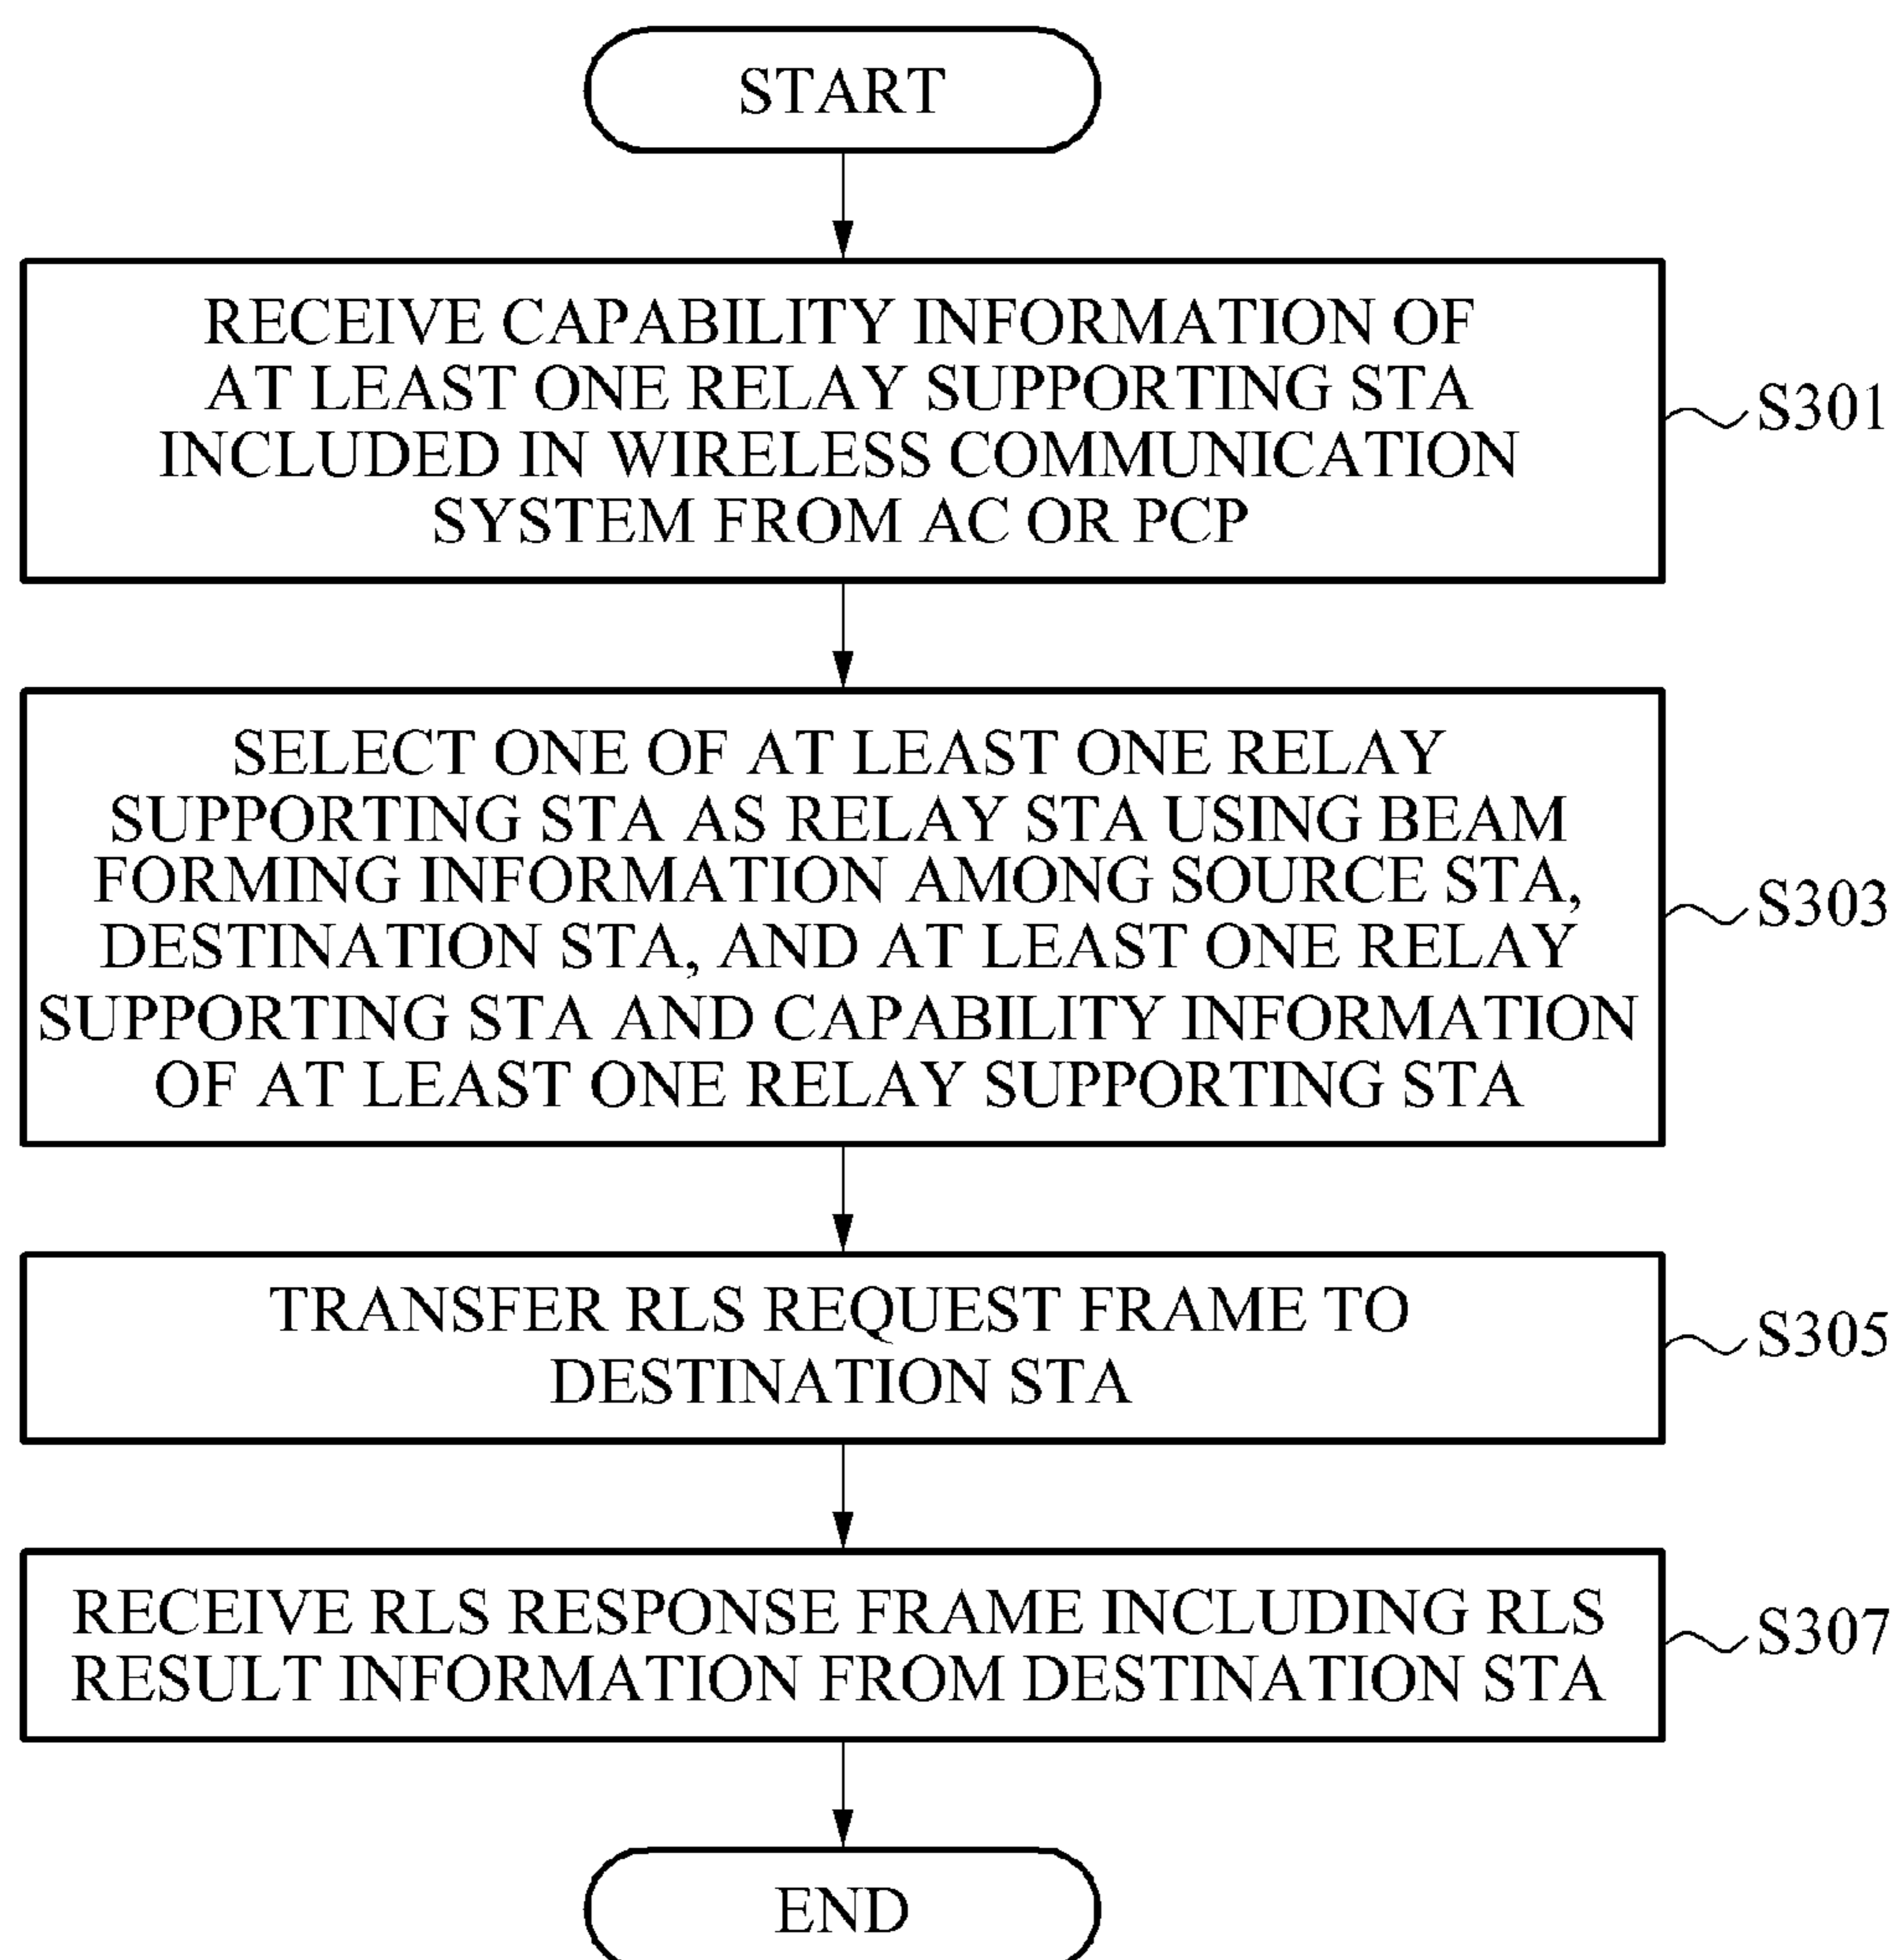 START
RECEIVE CAPABILITY INFORMATION OF
AT LEAST ONE RELAY SUPPORTING STA
INCLUDED IN WIRELESS COMMUNICATION
SYSTEM FROM AC OR PCP
S301
SELECT ONE OF AT LEAST ONE RELAY
SUPPORTING STA AS RELAY STA USING BEAM
FORMING INFORMATION AMONG SOURCE STA,
DESTINATION STA, AND AT LEAST ONE RELAY
SUPPORTING STA AND CAPABILITY INFORMATION
OF AT LEAST ONE RELAY SUPPORTING STA
S303
TRANSFER RLS REQUEST FRAME TO
DESTINATION STA
S305
RECEIVE RLS RESPONSE FRAME INCLUDING RLS
RESULT INFORMATION FROM DESTINATION STA
S307
END